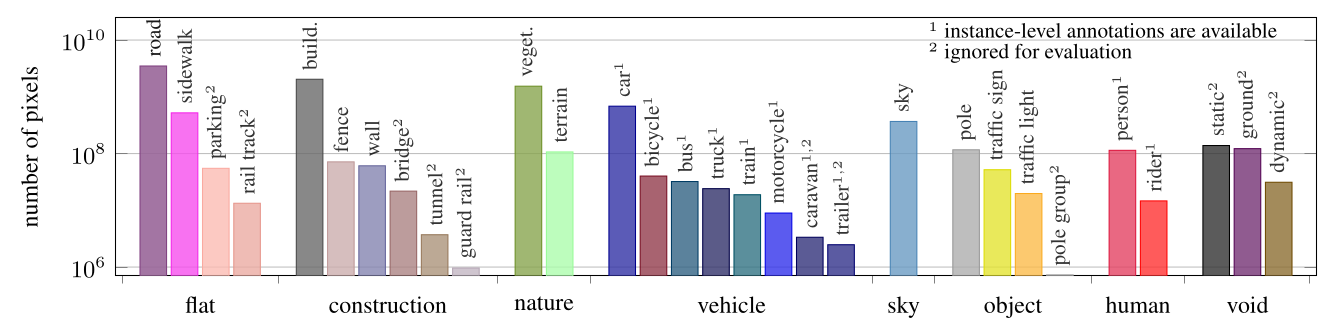 number of pixels
10¹⁰
10⁸
10⁶
¹ instance-level annotations are available
² ignored for evaluation
road
sidewalk
parking²
rail track²
build.
fence
wall
bridge²
tunnel²
guard rail²
veget.
terrain
car¹
bicycle¹
bus¹
truck¹
train¹
motorcycle¹
caravan¹,²
trailer¹,²
sky
pole
traffic sign
traffic light
pole group²
person¹
rider¹
static²
ground²
dynamic²
flat
construction
nature
vehicle
sky
object
human
void